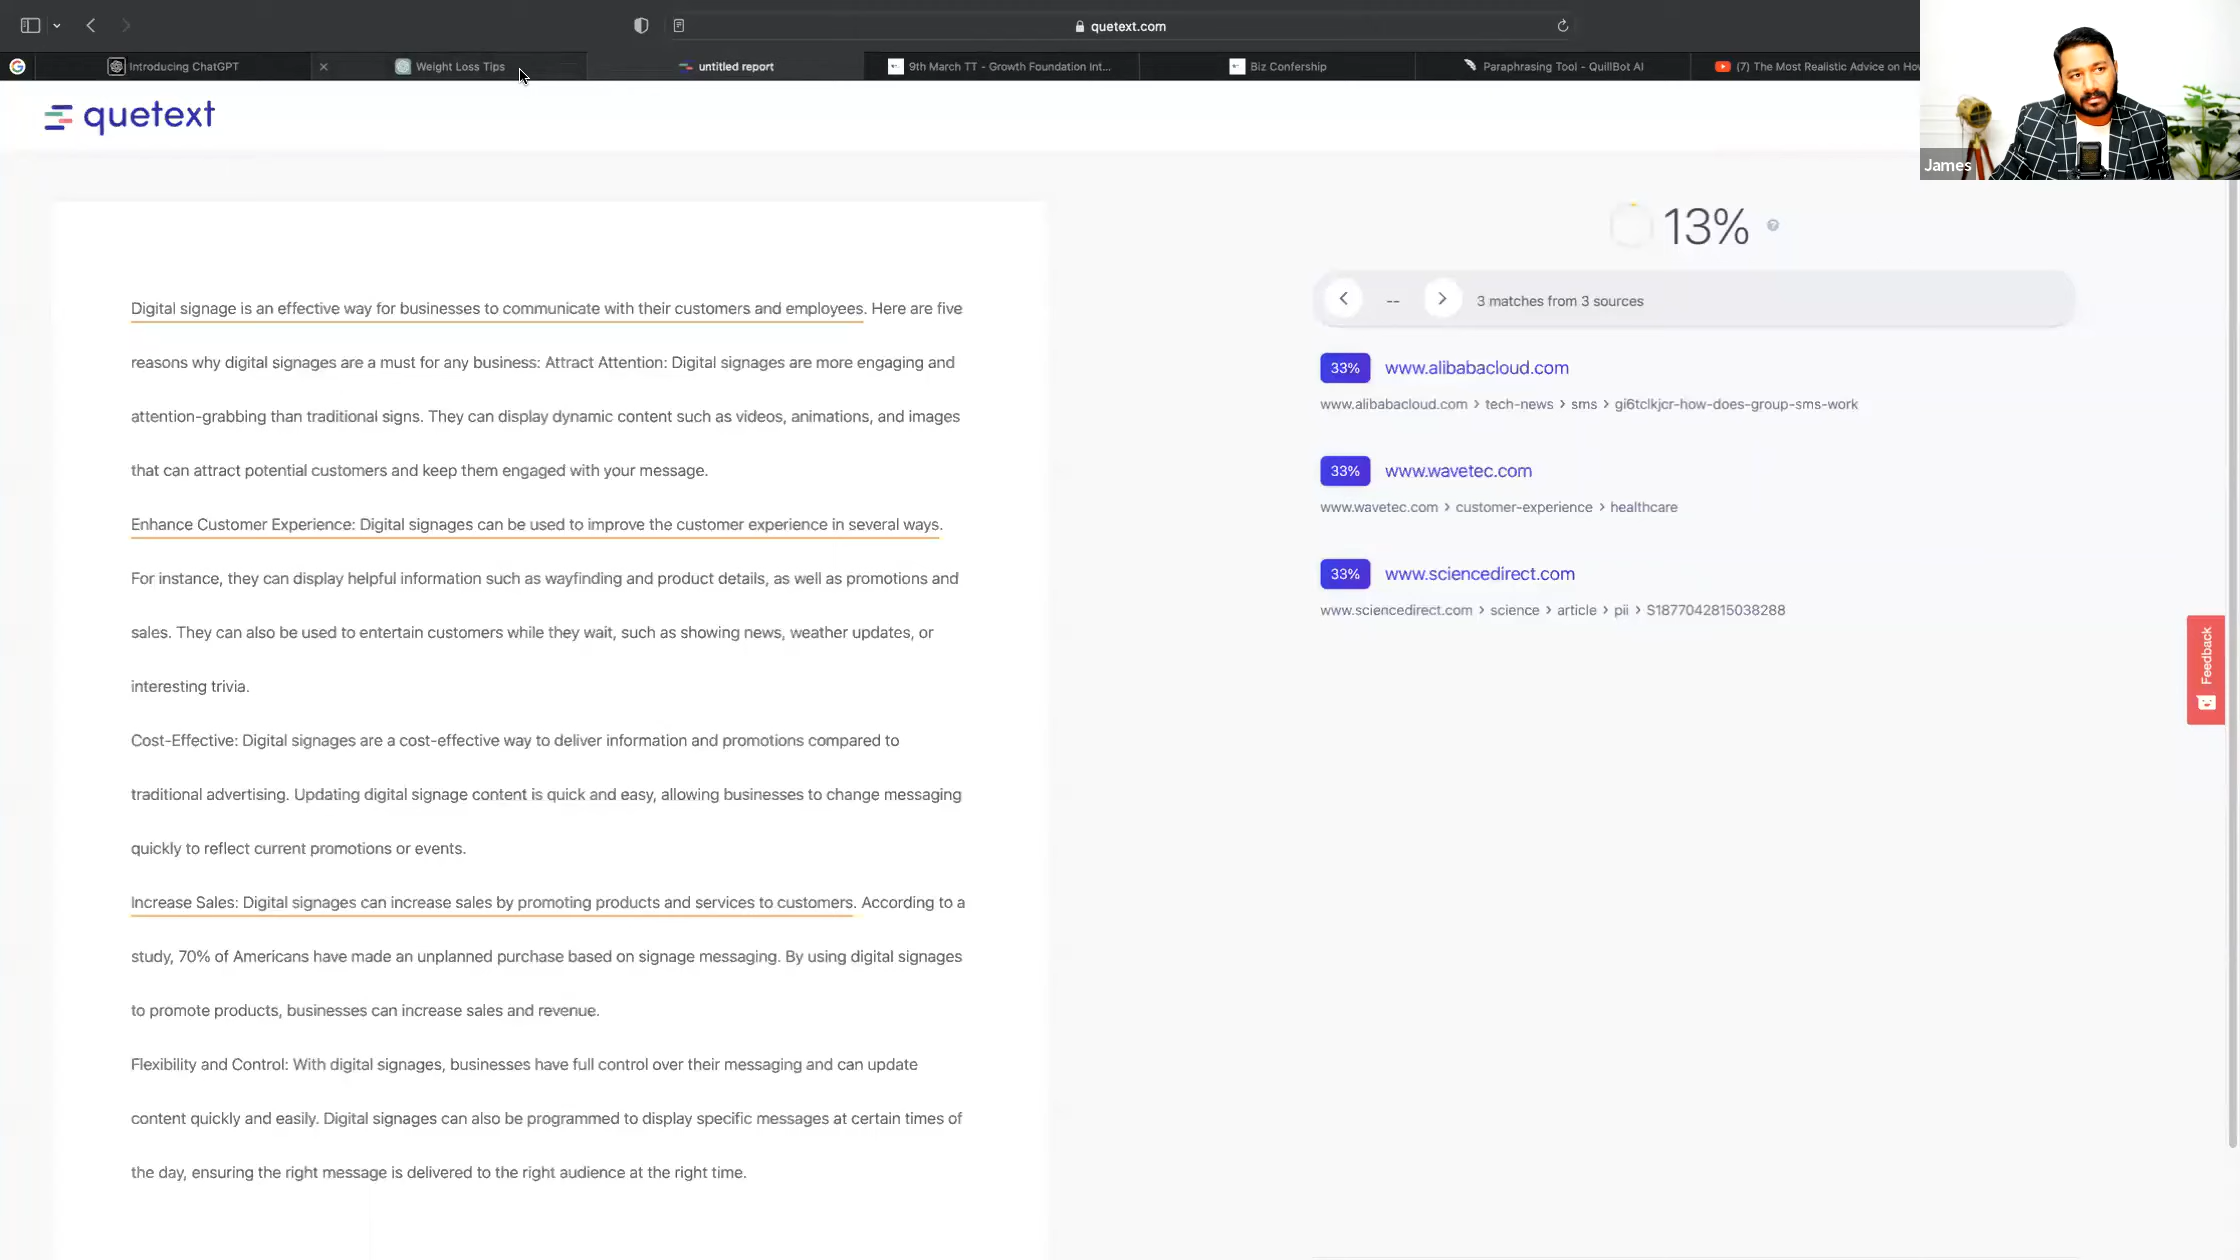 quetext.com
Introducing ChatGPT
Weight Loss Tips
untitled report
9th March TT - Growth Foundation Int...
Biz Confership
Paraphrasing Tool - QuillBot AI
(7) The Most Realistic Advice on How
quetext
James
13%
Digital signage is an effective way for businesses to communicate with their customers and employees. Here are five
reasons why digital signages are a must for any business: Attract Attention: Digital signages are more engaging and
attention-grabbing than traditional signs. They can display dynamic content such as videos, animations, and images
that can attract potential customers and keep them engaged with your message.
Enhance Customer Experience: Digital signages can be used to improve the customer experience in several ways.
For instance, they can display helpful information such as wayfinding and product details, as well as promotions and
sales. They can also be used to entertain customers while they wait, such as showing news, weather updates, or
interesting trivia.
Cost-Effective: Digital signages are a cost-effective way to deliver information and promotions compared to
traditional advertising. Updating digital signage content is quick and easy, allowing businesses to change messaging
quickly to reflect current promotions or events.
Increase Sales: Digital signages can increase sales by promoting products and services to customers. According to a
study, 70% of Americans have made an unplanned purchase based on signage messaging. By using digital signages
to promote products, businesses can increase sales and revenue.
Flexibility and Control: With digital signages, businesses have full control over their messaging and can update
content quickly and easily. Digital signages can also be programmed to display specific messages at certain times of
the day, ensuring the right message is delivered to the right audience at the right time.
-- 3 matches from 3 sources
33% www.alibabacloud.com
www.alibabacloud.com > tech-news > sms > gi6tclkjcr-how-does-group-sms-work
33% www.wavetec.com
www.wavetec.com > customer-experience > healthcare
33% www.sciencedirect.com
www.sciencedirect.com > science > article > pii > S1877042815038288
Feedback